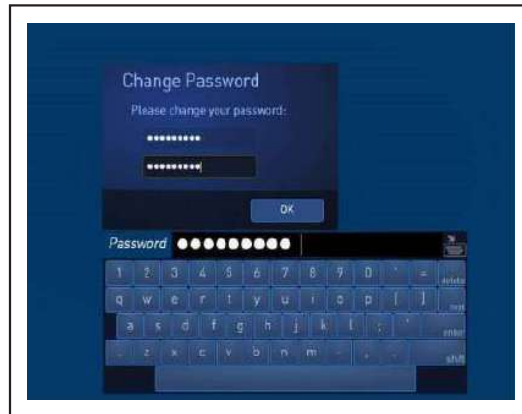 Change Password
Please change your password:
•••••••••
•••••••••
OK
Password ●●●●●●●●●
1 2 3 4 5 6 7 8 9 0 =
delete
q w e r t y u i o p [ ]
a s d f g h j k l ; '
enter
z x c v b n m
shift